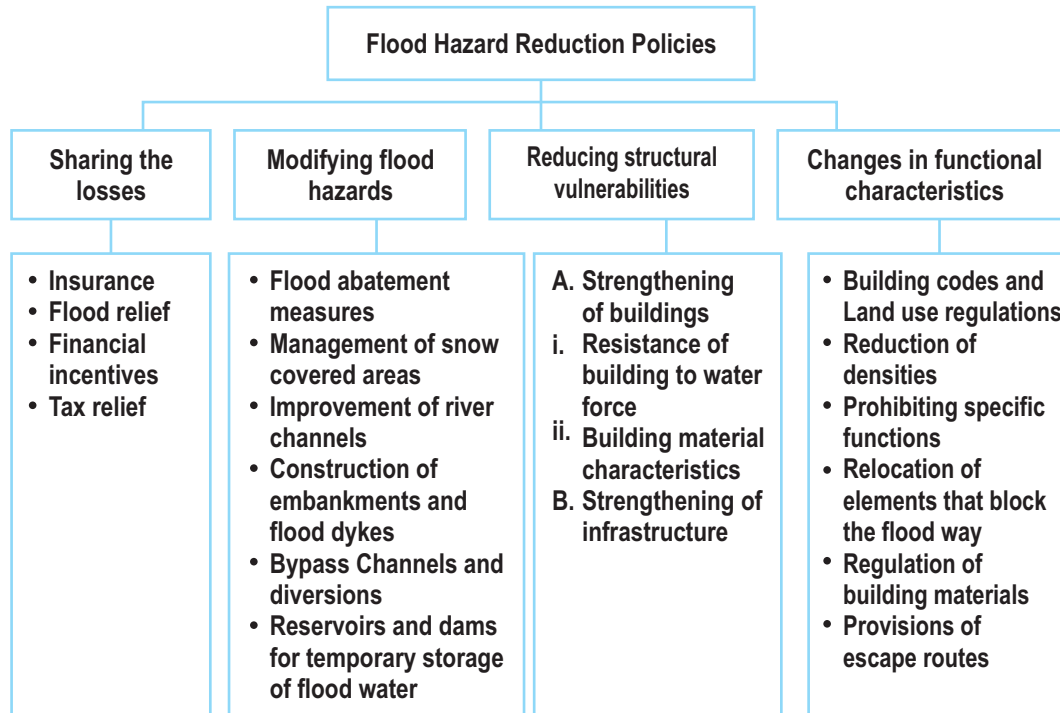 Flood Hazard Reduction Policies
Sharing the
losses
Modifying flood
hazards
Reducing structural
vulnerabilities
Changes in functional
characteristics
• Insurance
• Flood relief
• Financial
incentives
• Tax relief
• Flood abatement
measures
• Management of snow
covered areas
• Improvement of river
channels
• Construction of
embankments and
flood dykes
• Bypass Channels and
diversions
• Reservoirs and dams
for temporary storage
of flood water
A. Strengthening
of buildings
i. Resistance of
building to water
force
ii. Building material
characteristics
B. Strengthening of
infrastructure
• Building codes and
Land use regulations
• Reduction of
densities
• Prohibiting specific
functions
• Relocation of
elements that block
the flood way
• Regulation of
building materials
• Provisions of
escape routes